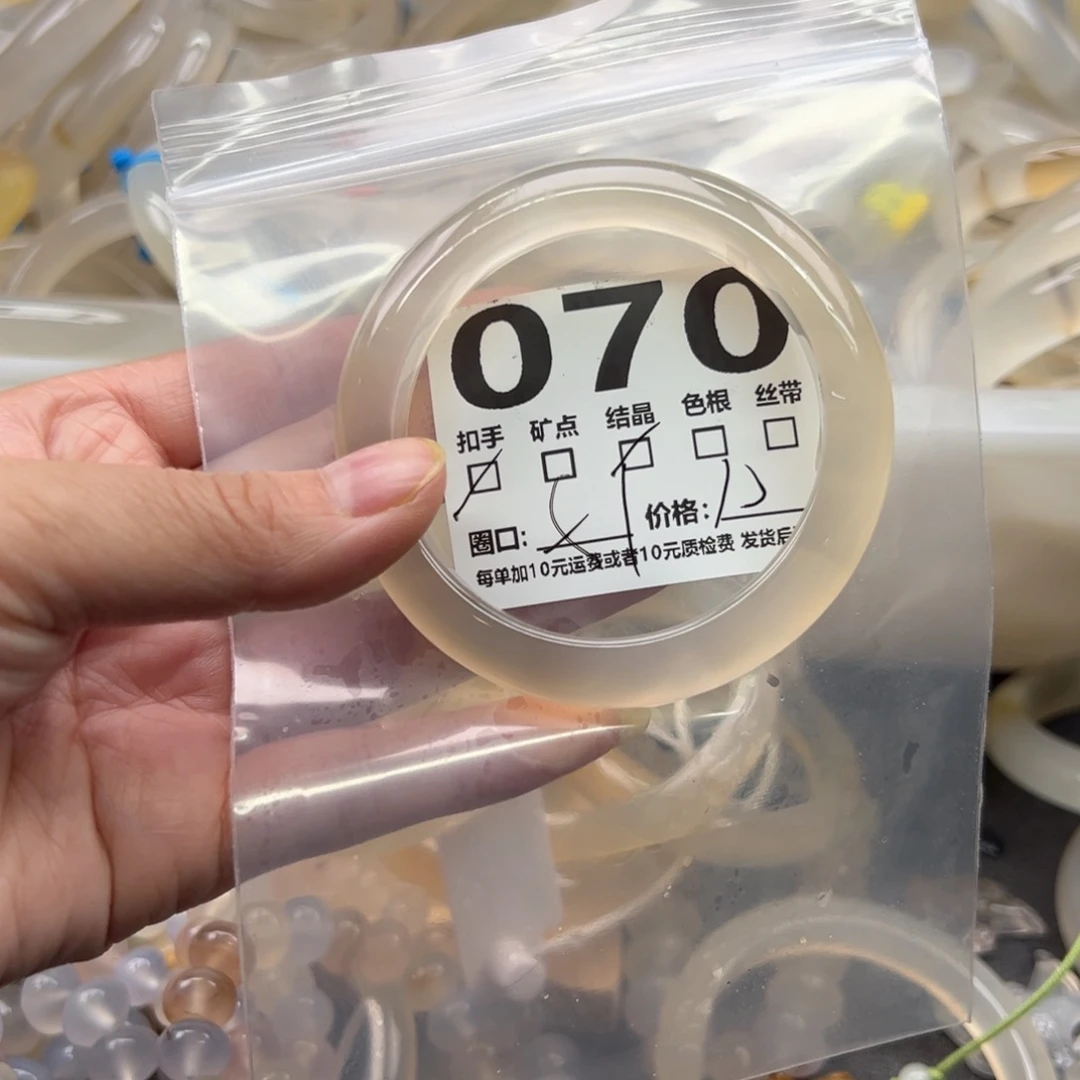 070
扣手 矿点 结晶 色根 丝带
圈口: 价格:
每单加10元运费或者10元质检费 发货后